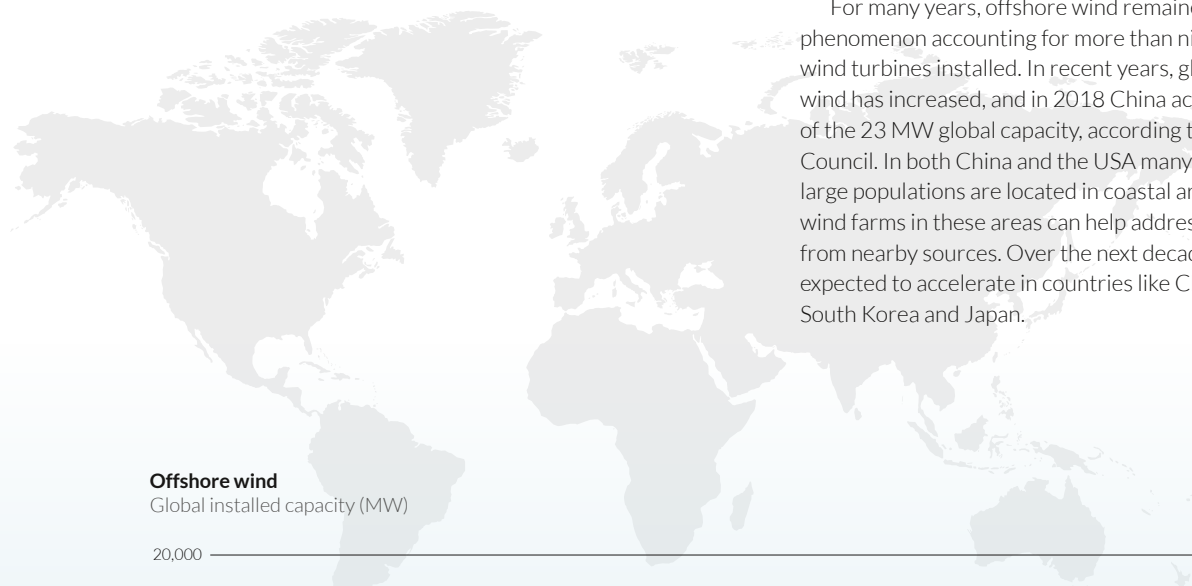 For many years, offshore wind remaine
phenomenon accounting for more than ni
wind turbines installed. In recent years, gl
wind has increased, and in 2018 China ac
of the 23 MW global capacity, according t
Council. In both China and the USA many
large populations are located in coastal ar
wind farms in these areas can help addres
from nearby sources. Over the next decad
expected to accelerate in countries like C
South Korea and Japan.
Offshore wind
Global installed capacity (MW)
20,000